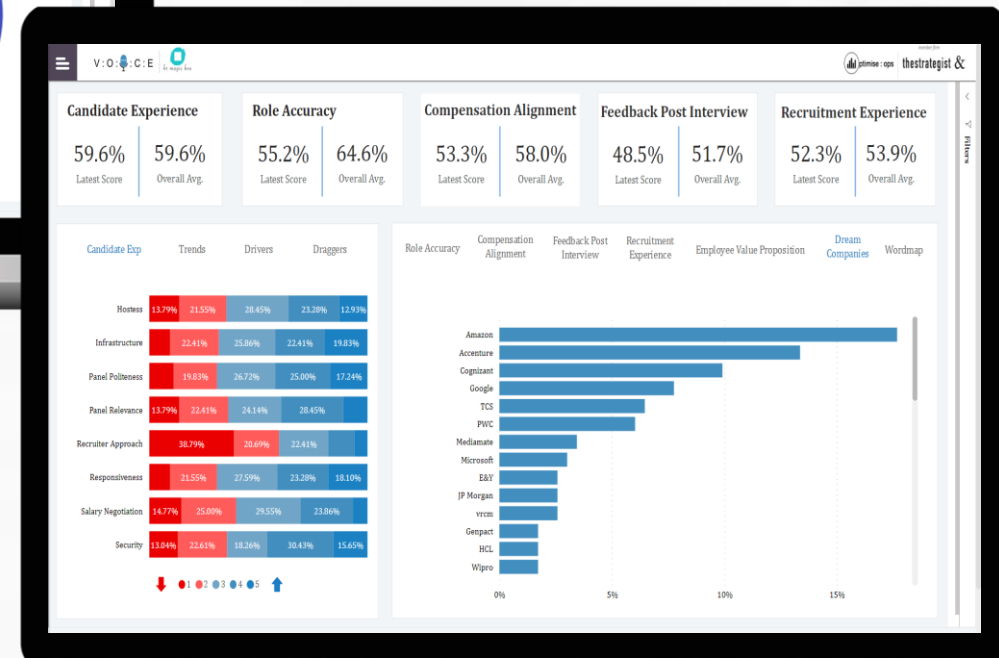 V:O:C:E
member firm
ptimise : ops
thestrategist &
Filters
Candidate Experience
59.6% 59.6%
Latest Score Overall Avg.
Role Accuracy
55.2% 64.6%
Latest Score Overall Avg.
Compensation Alignment
53.3% 58.0%
Latest Score Overall Avg.
Feedback Post Interview
48.5% 51.7%
Latest Score Overall Avg.
Recruitment Experience
52.3% 53.9%
Latest Score Overall Avg.
Candidate Exp Trends Drivers Draggers
Hostess 13.79% 21.55% 28.45% 23.28% 12.93%
Infrastructure 22.41% 25.86% 22.41% 19.83%
Panel Politeness 19.83% 26.72% 25.00% 17.24%
Panel Relevance 13.79% 22.41% 24.14% 28.45%
Recruiter Approach 38.79% 20.69% 22.41%
Responsiveness 21.55% 27.59% 23.28% 18.10%
Salary Negotiation 14.77% 25.00% 29.55% 23.86%
Security 13.04% 22.61% 18.26% 30.43% 15.65%
1 2 3 4 5
Role Accuracy
Compensation
Alignment
Feedback Post
Interview
Recruitment
Experience
Employee Value Proposition
Dream
Companies
Wordmap
Amazon
Accenture
Cognizant
Google
TCS
PWC
Mediamate
Microsoft
E&Y
JP Morgan
vrcm
Genpact
HCL
Wipro
0% 5% 10% 15%